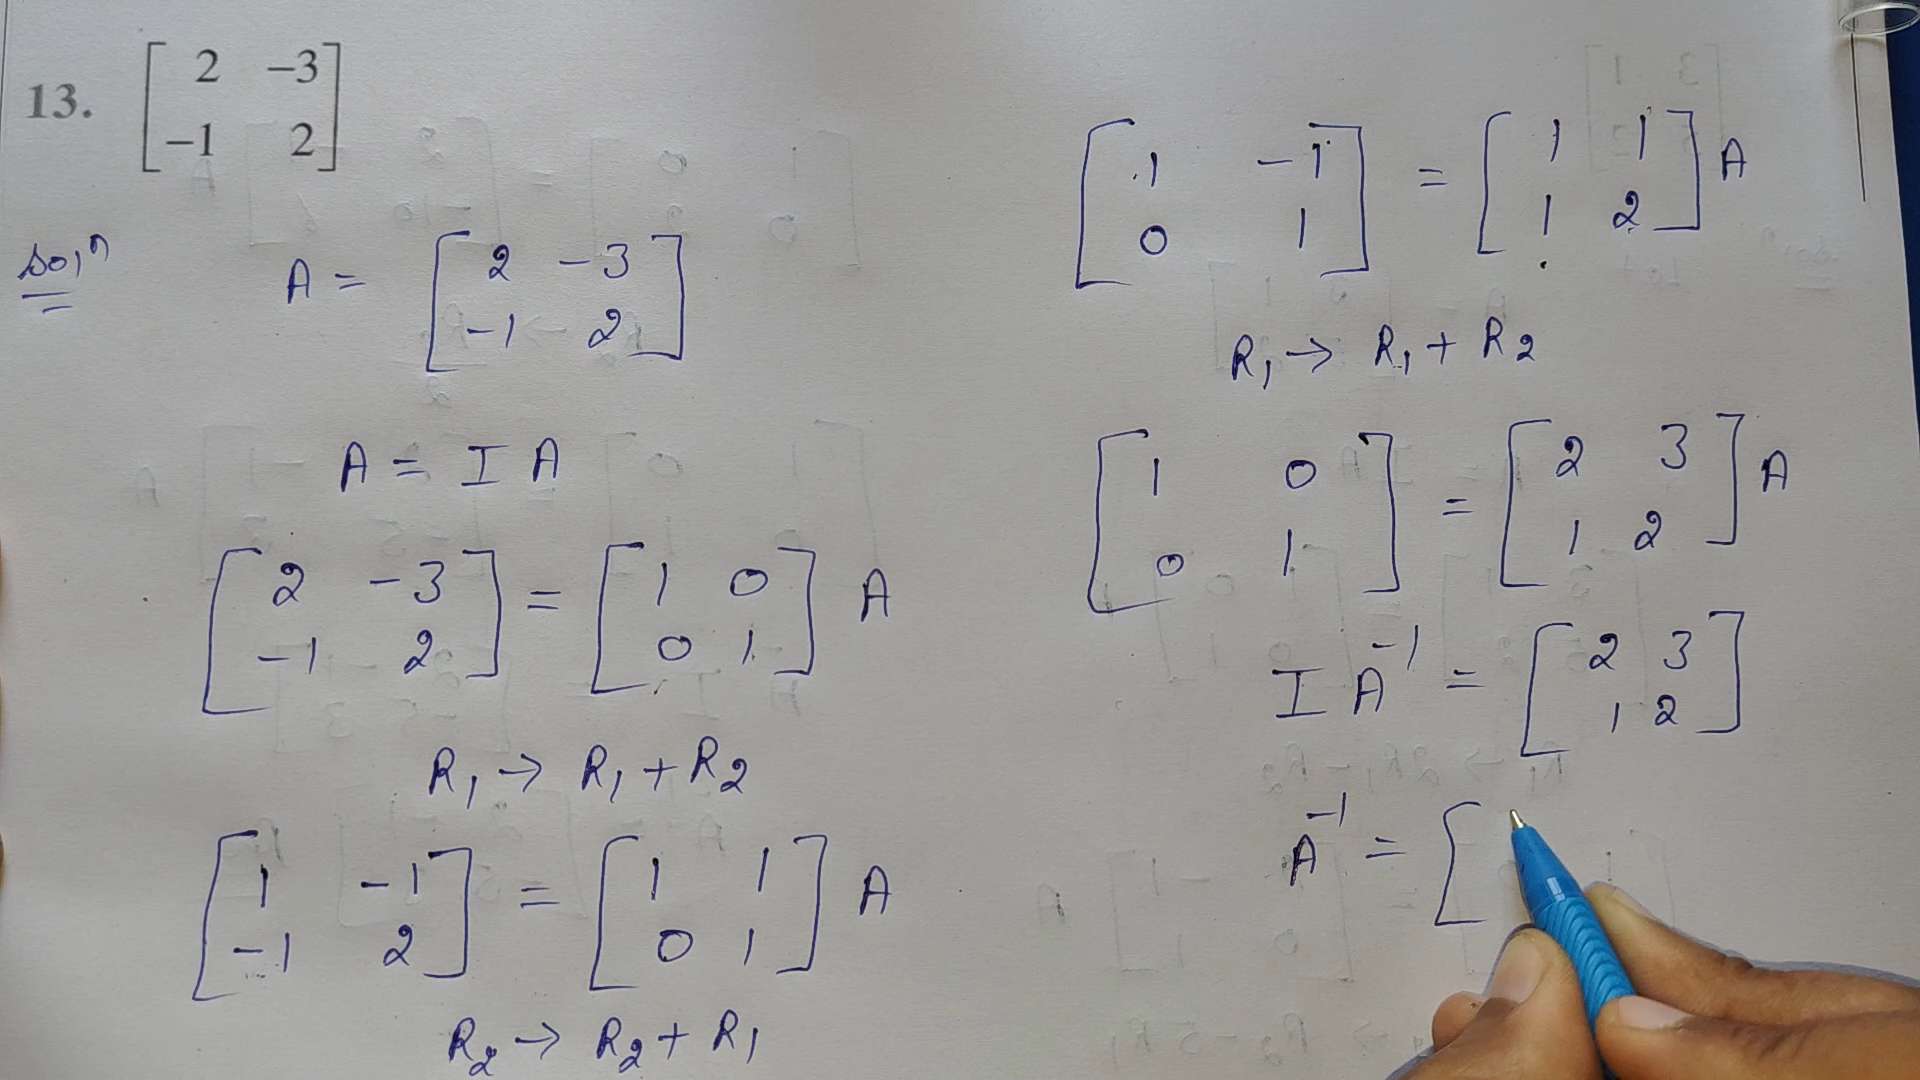 13. [ 2 -3
-1 2 ]
Sol^n
A = [ 2 -3
-1 2 ]
A = I A
[ 2 -3
-1 2 ] = [ 1 0
0 1 ] A
R₁ → R₁ + R₂
[ 1 -1
-1 2 ] = [ 1 1
0 1 ] A
R₂ → R₂ + R₁
[ 1 -1
0 1 ] = [ 1 1
1 2 ] A
R₁ → R₁ + R₂
[ 1 0
0 1 ] = [ 2 3
1 2 ] A
I A⁻¹ = [ 2 3
1 2 ]
A⁻¹ = [